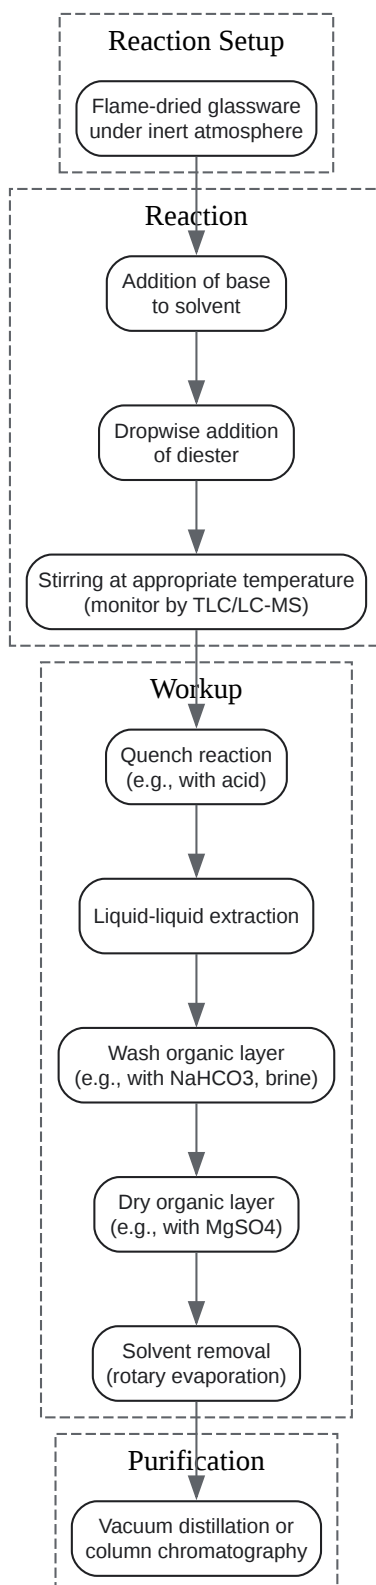 Reaction Setup
Flame-dried glassware
under inert atmosphere
Reaction
Addition of base
to solvent
Dropwise addition
of diester
Stirring at appropriate temperature
(monitor by TLC/LC-MS)
Workup
Quench reaction
(e.g., with acid)
Liquid-liquid extraction
Wash organic layer
(e.g., with NaHCO3, brine)
Dry organic layer
(e.g., with MgSO4)
Solvent removal
(rotary evaporation)
Purification
Vacuum distillation or
column chromatography